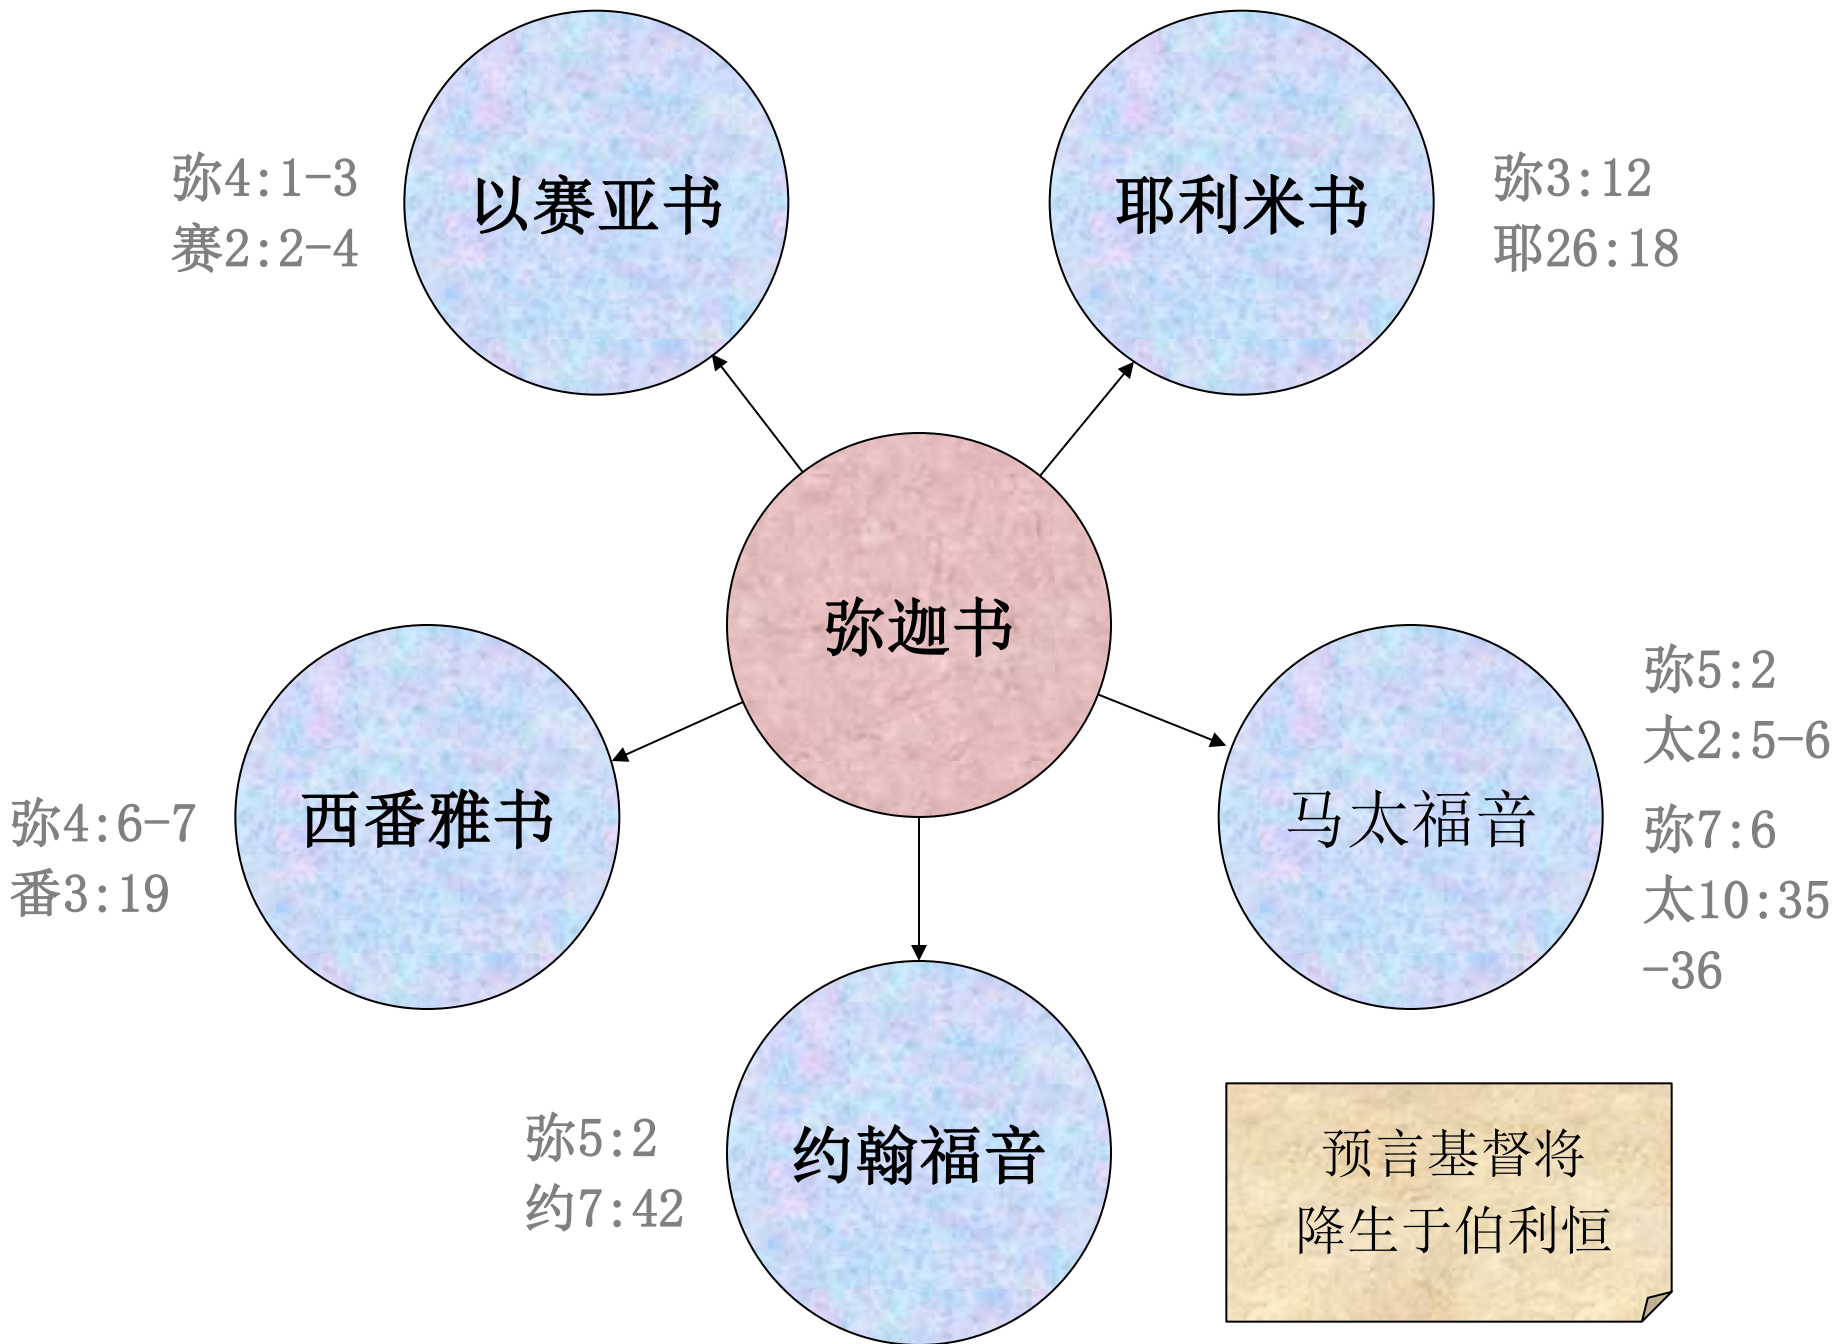 弥4:1-3
赛2:2-4
以赛亚书
耶利米书
弥3:12
耶26:18
弥迦书
弥4:6-7
番3:19
西番雅书
马太福音
弥5:2
太2:5-6
弥7:6
太10:35
-36
弥5:2
约7:42
约翰福音
预言基督将
降生于伯利恒